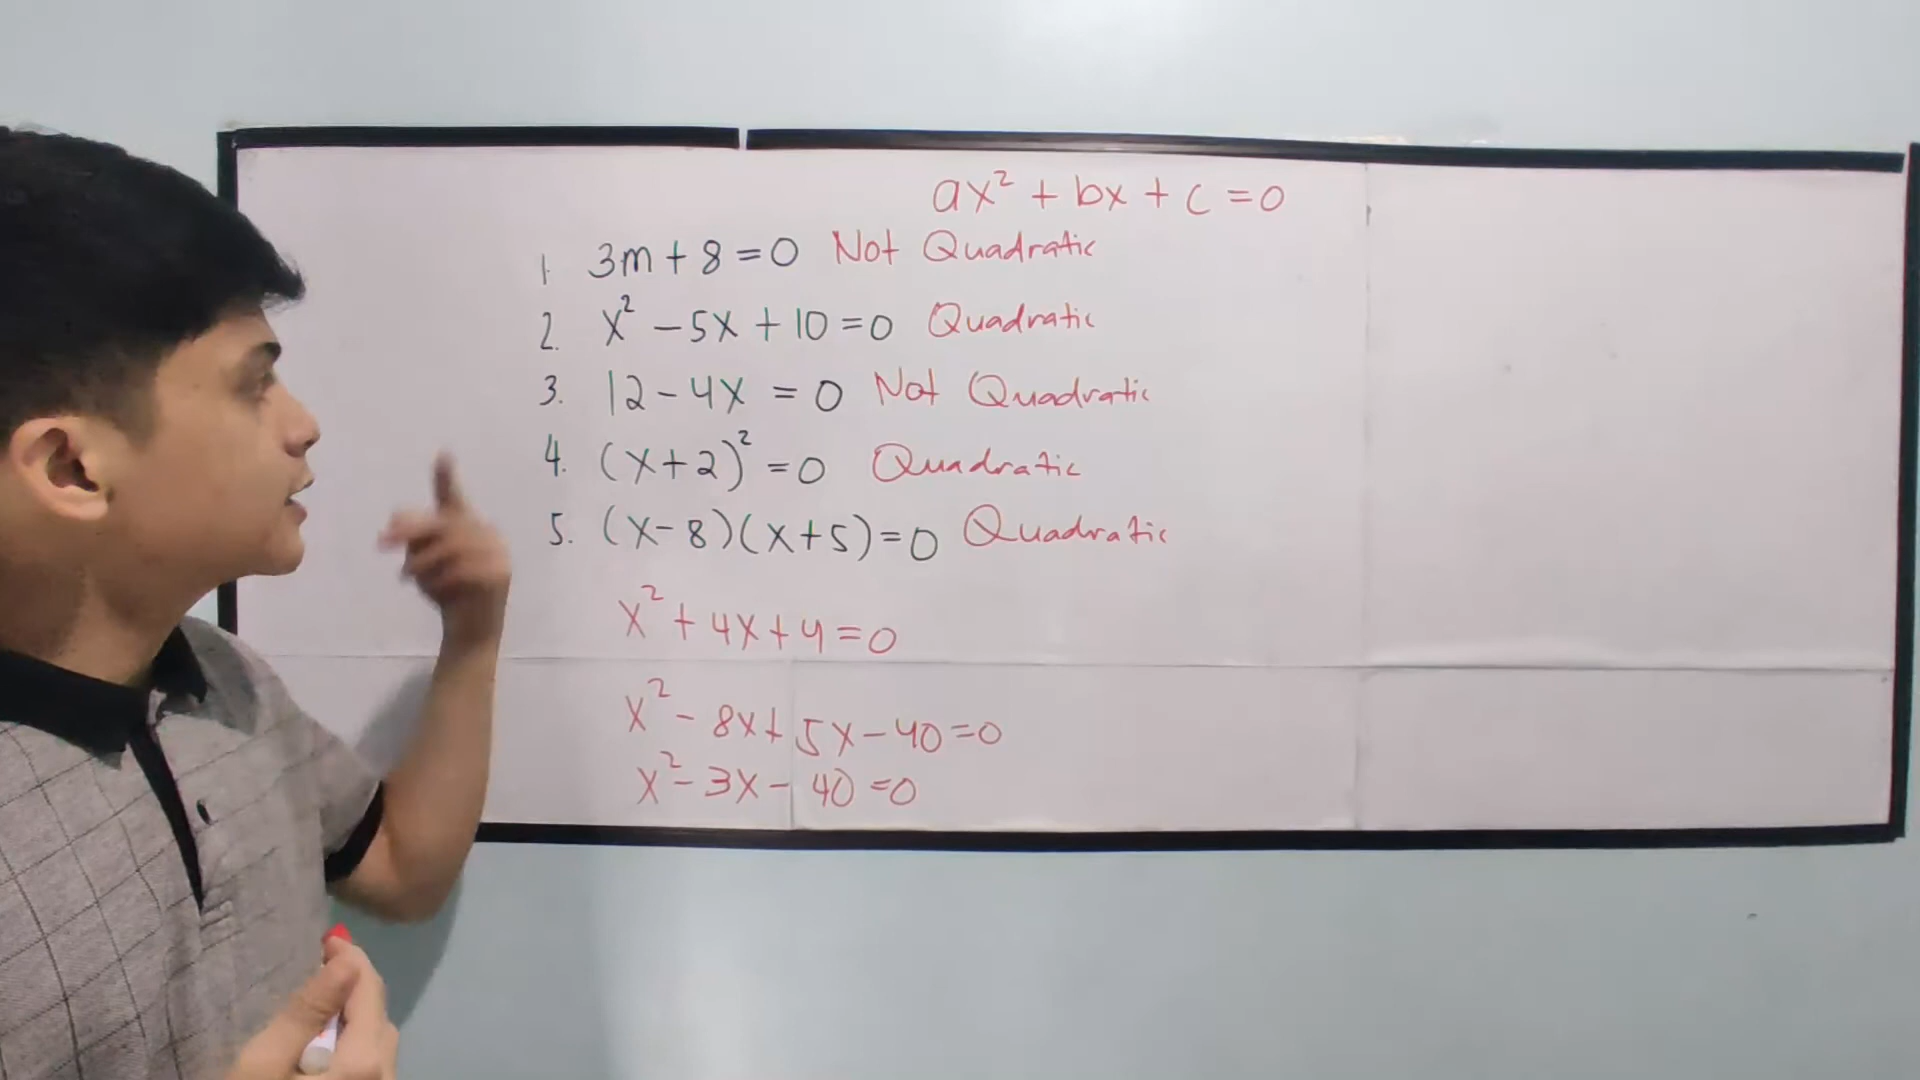 ax² + bx + c = 0
1. 3m + 8 = 0 Not Quadratic
2. x² - 5x + 10 = 0 Quadratic
3. 12 - 4x = 0 Not Quadratic
4. (x+2)² = 0 Quadratic
5. (x-8)(x+5) = 0 Quadratic
x² + 4x + 4 = 0
x² - 8x + 5x - 40 = 0
x² - 3x - 40 = 0